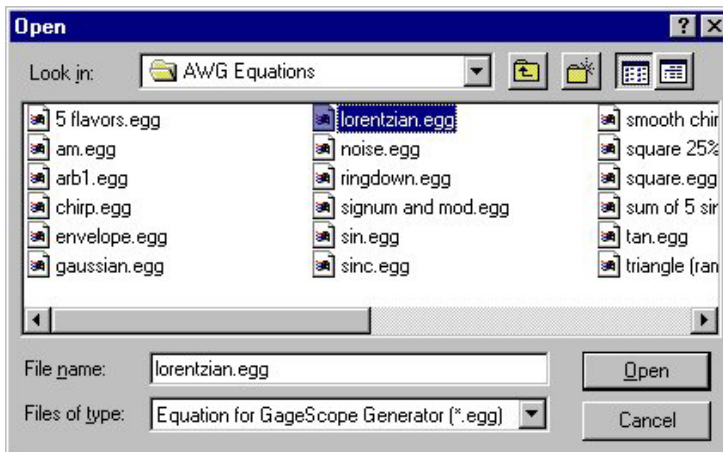 Open
Look in: AWG Equations
5 flavors.egg
am.egg
arb1.egg
chirp.egg
envelope.egg
gaussian.egg
lorentzian.egg
noise.egg
ringdown.egg
signum and mod.egg
sin.egg
sinc.egg
smooth chir
square 25%
square.egg
sum of 5 sin
tan.egg
triangle (ran
File name: lorentzian.egg Open
Files of type: Equation for GageScope Generator (*.egg) Cancel